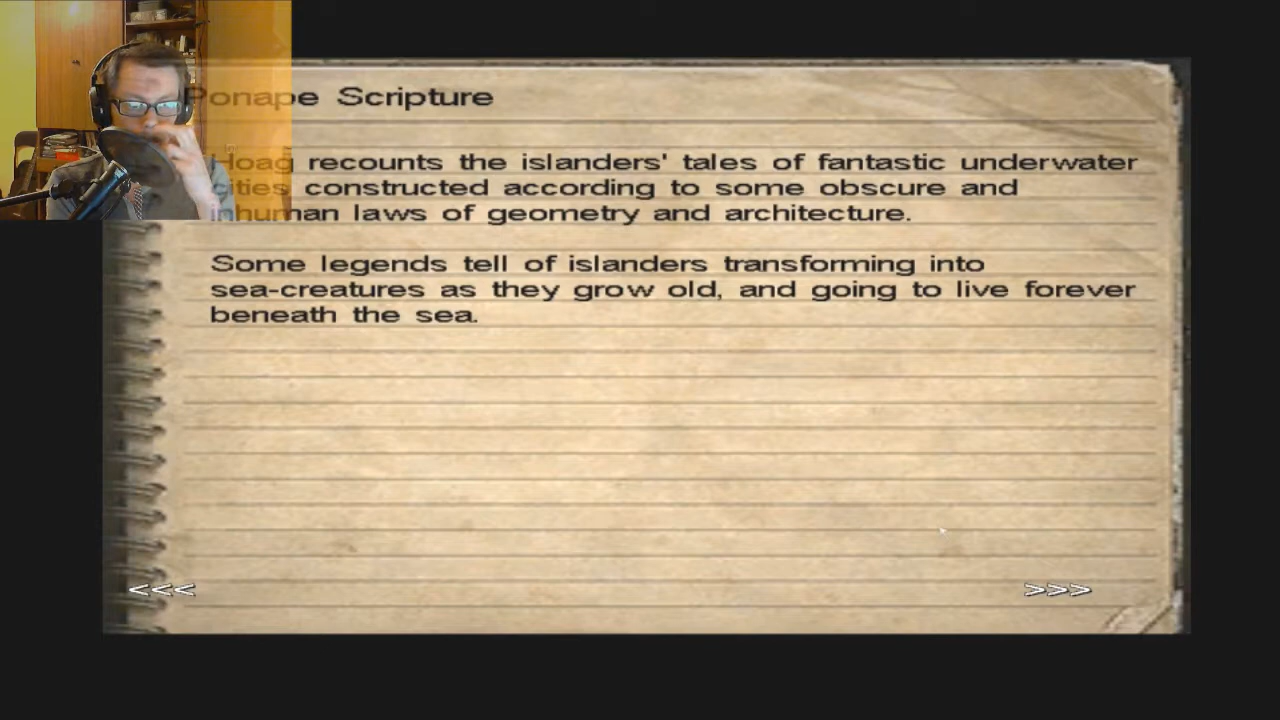 Ponape Scripture
Hoag recounts the islanders' tales of fantastic underwater
cities constructed according to some obscure and
inhuman laws of geometry and architecture.
Some legends tell of islanders transforming into
sea-creatures as they grow old, and going to live forever
beneath the sea.
<<< >>>